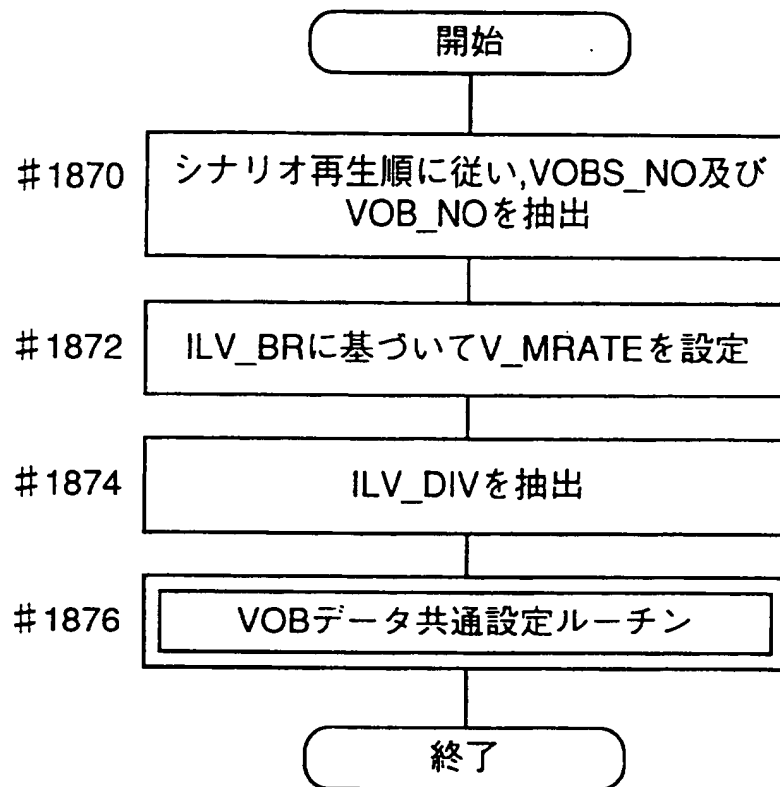 開始
#1870
シナリオ再生順に従い,VOBS_NO及び
VOB_NOを抽出
#1872
ILV_BRに基づいてV_MRATEを設定
#1874
ILV_DIVを抽出
#1876
VOBデータ共通設定ルーチン
終了